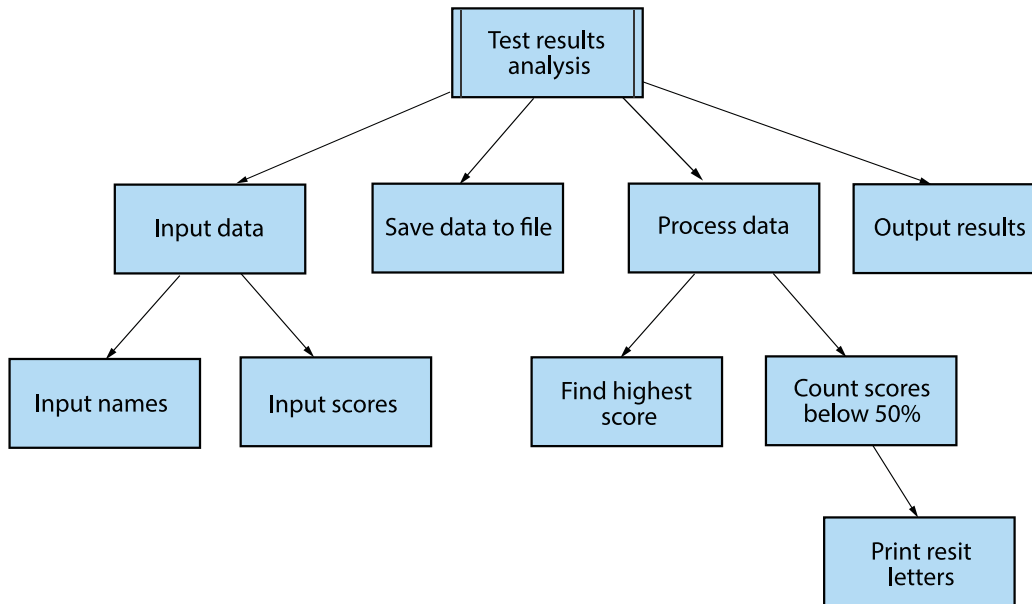 Test results
analysis
Input data
Save data to file
Process data
Output results
Input names
Input scores
Find highest
score
Count scores
below 50%
Print resit
letters